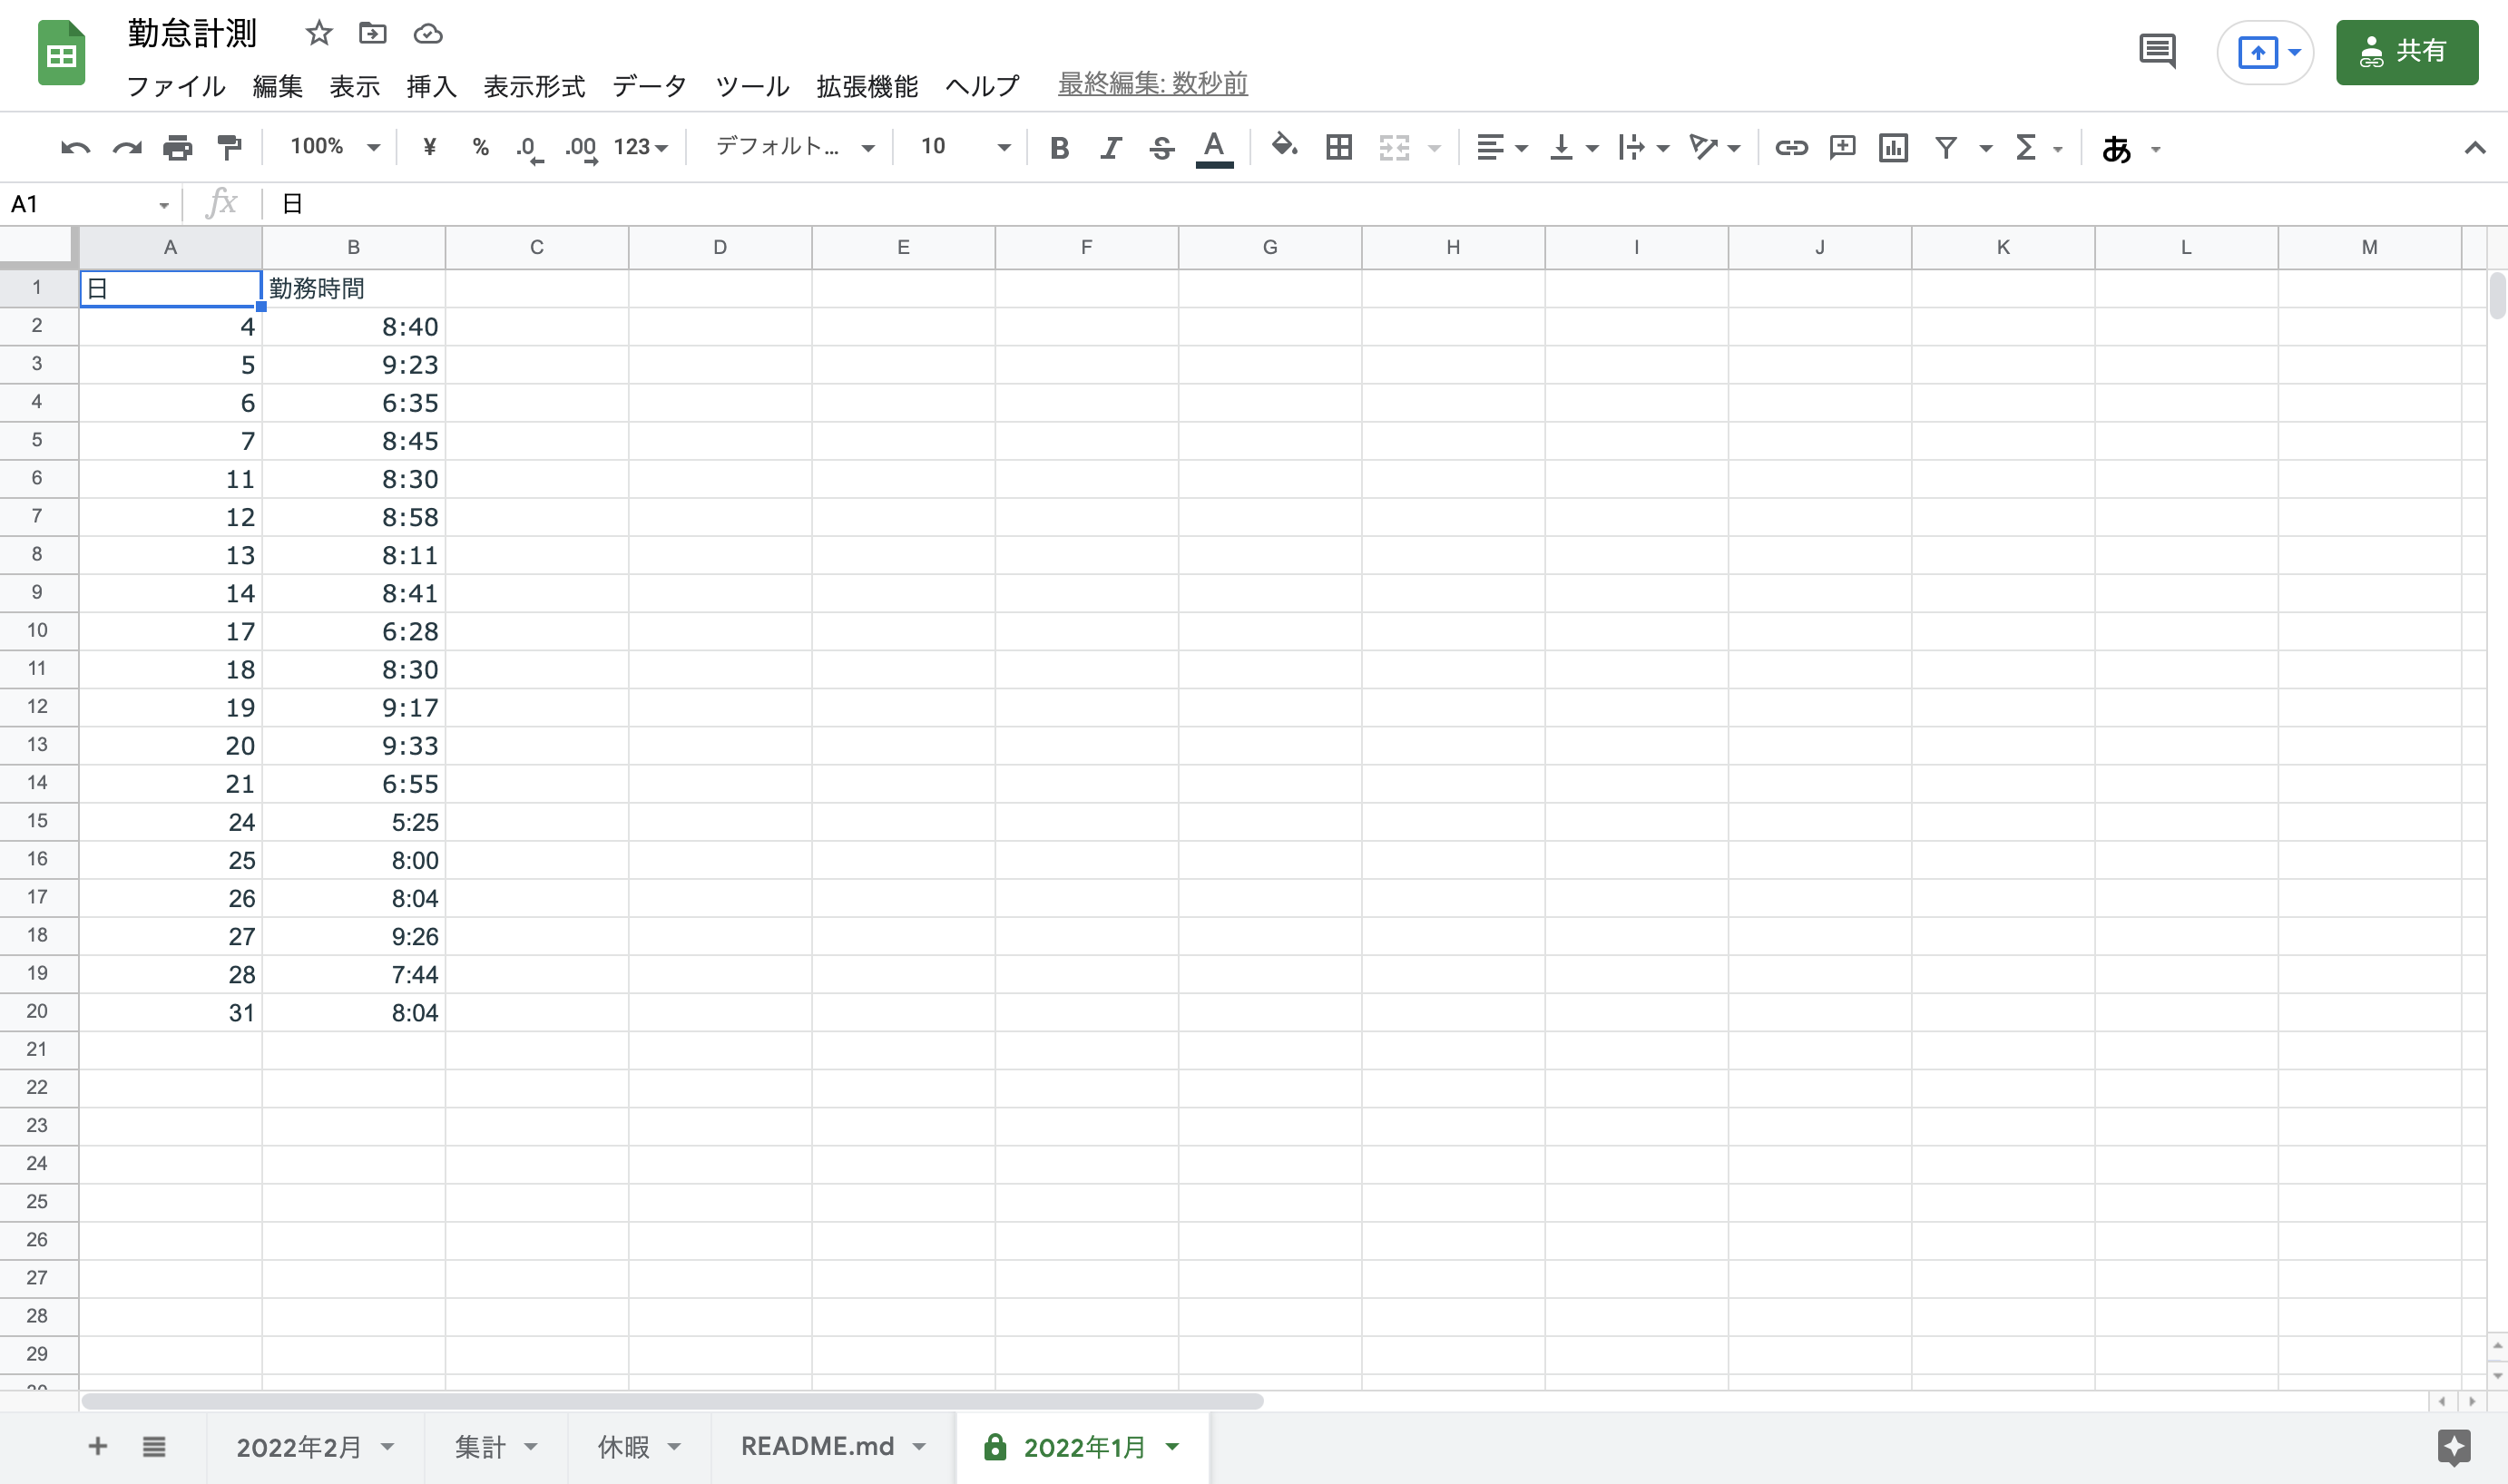 勤怠計測
ファイル 編集 表示 挿入 表示形式 データ ツール 拡張機能 ヘルプ 最終編集: 数秒前
共有
100% ¥ % .0 .00 123 デフォルト... 10 B I S A あ
A1 fx 日
A B C D E F G H I J K L M
1 日 勤務時間
2 4 8:40
3 5 9:23
4 6 6:35
5 7 8:45
6 11 8:30
7 12 8:58
8 13 8:11
9 14 8:41
10 17 6:28
11 18 8:30
12 19 9:17
13 20 9:33
14 21 6:55
15 24 5:25
16 25 8:00
17 26 8:04
18 27 9:26
19 28 7:44
20 31 8:04
21
22
23
24
25
26
27
28
29
2022年2月 集計 休暇 README.md 2022年1月